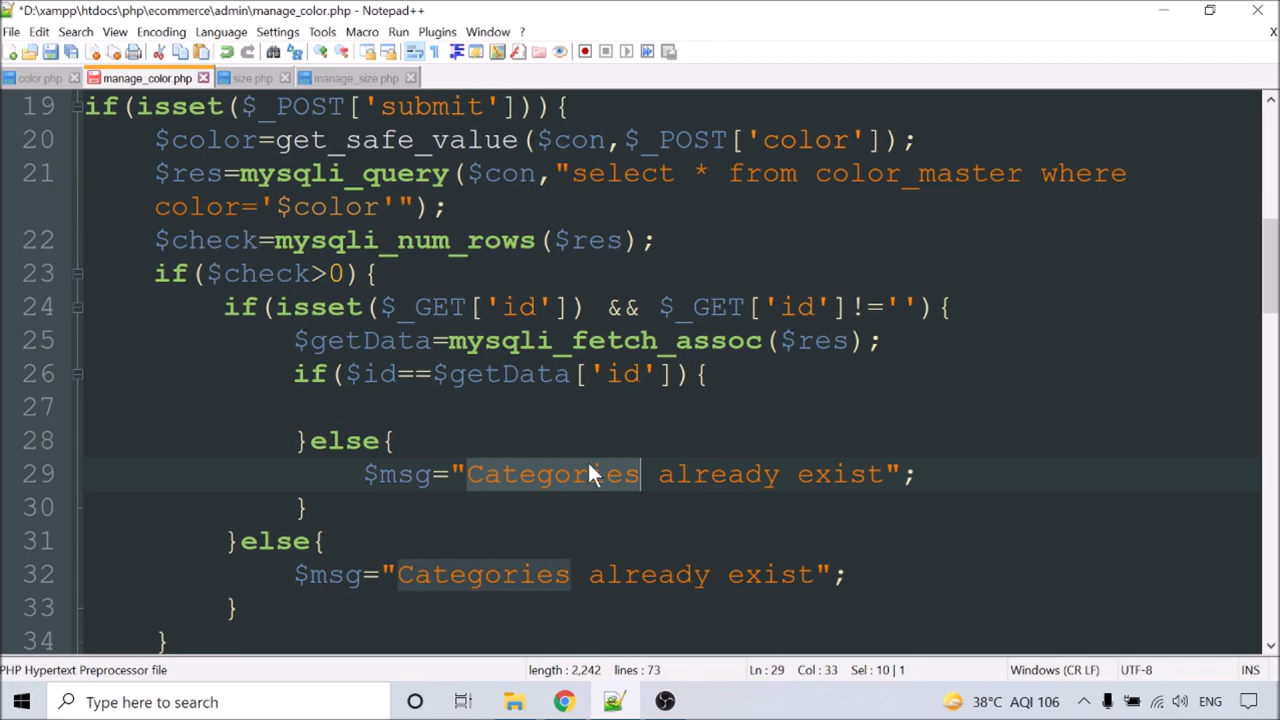 *D:\xampp\htdocs\php\ecommerce\admin\manage_color.php - Notepad++
File Edit Search View Encoding Language Settings Tools Macro Run Plugins Window ?
X
color.php manage_color.php size.php manage_size.php
19 if(isset($_POST['submit'])){
20 $color=get_safe_value($con,$_POST['color']);
21 $res=mysqli_query($con,"select * from color_master where
color='$color'");
22 $check=mysqli_num_rows($res);
23 if($check>0){
24 if(isset($_GET['id']) && $_GET['id']!=''){
25 $getData=mysqli_fetch_assoc($res);
26 if($id==$getData['id']){
27
28 }else{
29 $msg="Categories already exist";
30 }
31 }else{
32 $msg="Categories already exist";
33 }
34 }
PHP Hypertext Preprocessor file length : 2,242 lines : 73 Ln : 29 Col : 33 Sel : 10 | 1 Windows (CR LF) UTF-8 INS
Type here to search 38°C AQI 106 ENG